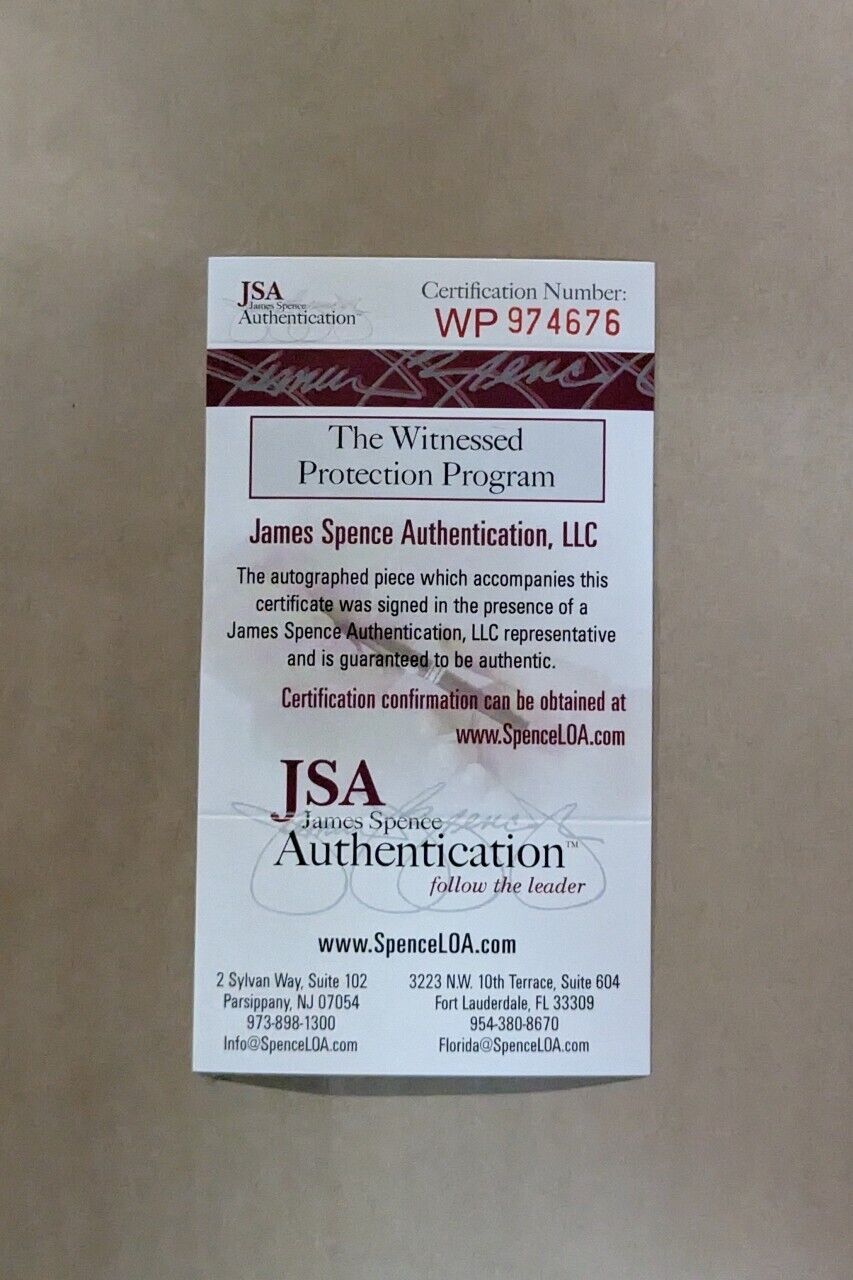 JSA
James Spence
Authentication™
Certification Number:
WP 974676
The Witnessed
Protection Program
James Spence Authentication, LLC
The autographed piece which accompanies this
certificate was signed in the presence of a
James Spence Authentication, LLC representative
and is guaranteed to be authentic.
Certification confirmation can be obtained at
www.SpenceLOA.com
JSA
James Spence
Authentication™
follow the leader
www.SpenceLOA.com
2 Sylvan Way, Suite 102
Parsippany, NJ 07054
973-898-1300
Info@SpenceLOA.com
3223 N.W. 10th Terrace, Suite 604
Fort Lauderdale, FL 33309
954-380-8670
Florida@SpenceLOA.com